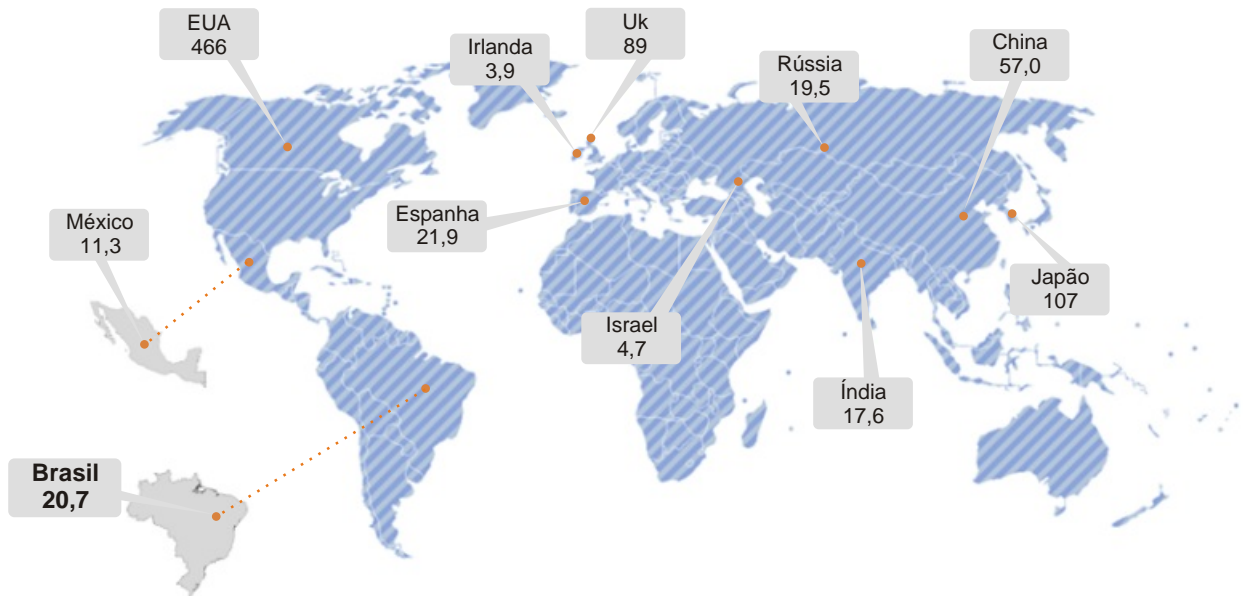 EUA
466
Irlanda
3,9
Uk
89
Rússia
19,5
China
57,0
México
11,3
Espanha
21,9
Israel
4,7
Japão
107
Índia
17,6
Brasil
20,7